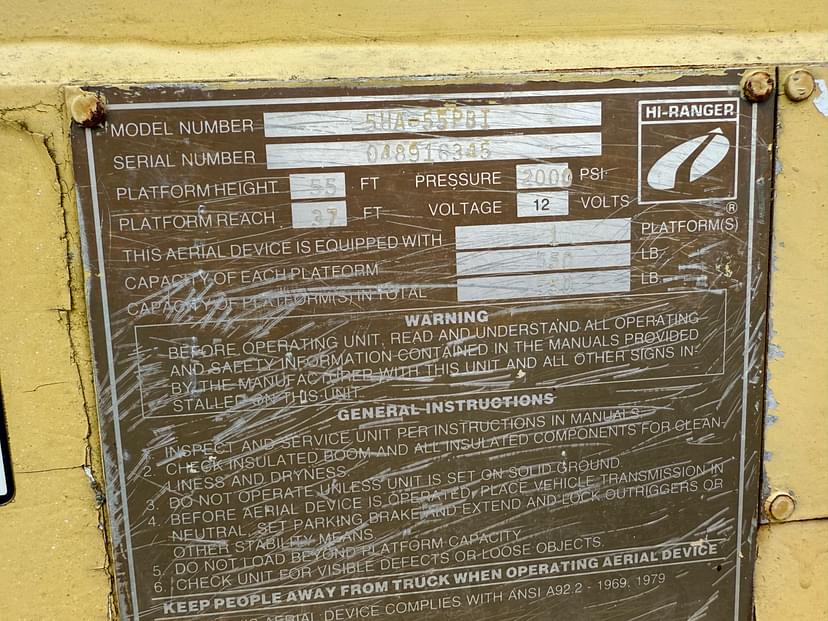 HI-RANGER
®
MODEL NUMBER 5HA-55PBI
SERIAL NUMBER 048916345
PLATFORM HEIGHT 55 FT PRESSURE 2000 PSI
PLATFORM REACH 37 FT VOLTAGE 12 VOLTS
THIS AERIAL DEVICE IS EQUIPPED WITH 1 PLATFORM(S)
CAPACITY OF EACH PLATFORM LB.
CAPACITY OF PLATFORM(S) IN TOTAL LB.
WARNING
BEFORE OPERATING UNIT, READ AND UNDERSTAND ALL OPERATING
AND SAFETY INFORMATION CONTAINED IN THE MANUALS PROVIDED
BY THE MANUFACTURER WITH THIS UNIT AND ALL OTHER SIGNS IN-
STALLED ON THIS UNIT.
GENERAL INSTRUCTIONS
1. INSPECT AND SERVICE UNIT PER INSTRUCTIONS IN MANUALS.
2. CHECK INSULATED BOOM AND ALL INSULATED COMPONENTS FOR CLEAN-
LINESS AND DRYNESS.
3. DO NOT OPERATE UNLESS UNIT IS SET ON SOLID GROUND.
4. BEFORE AERIAL DEVICE IS OPERATED, PLACE VEHICLE TRANSMISSION IN
NEUTRAL, SET PARKING BRAKE AND EXTEND AND LOCK OUTRIGGERS OR
OTHER STABILITY MEANS.
5. DO NOT LOAD BEYOND PLATFORM CAPACITY.
6. CHECK UNIT FOR VISIBLE DEFECTS OR LOOSE OBJECTS.
KEEP PEOPLE AWAY FROM TRUCK WHEN OPERATING AERIAL DEVICE
THIS AERIAL DEVICE COMPLIES WITH ANSI A92.2 - 1969, 1979